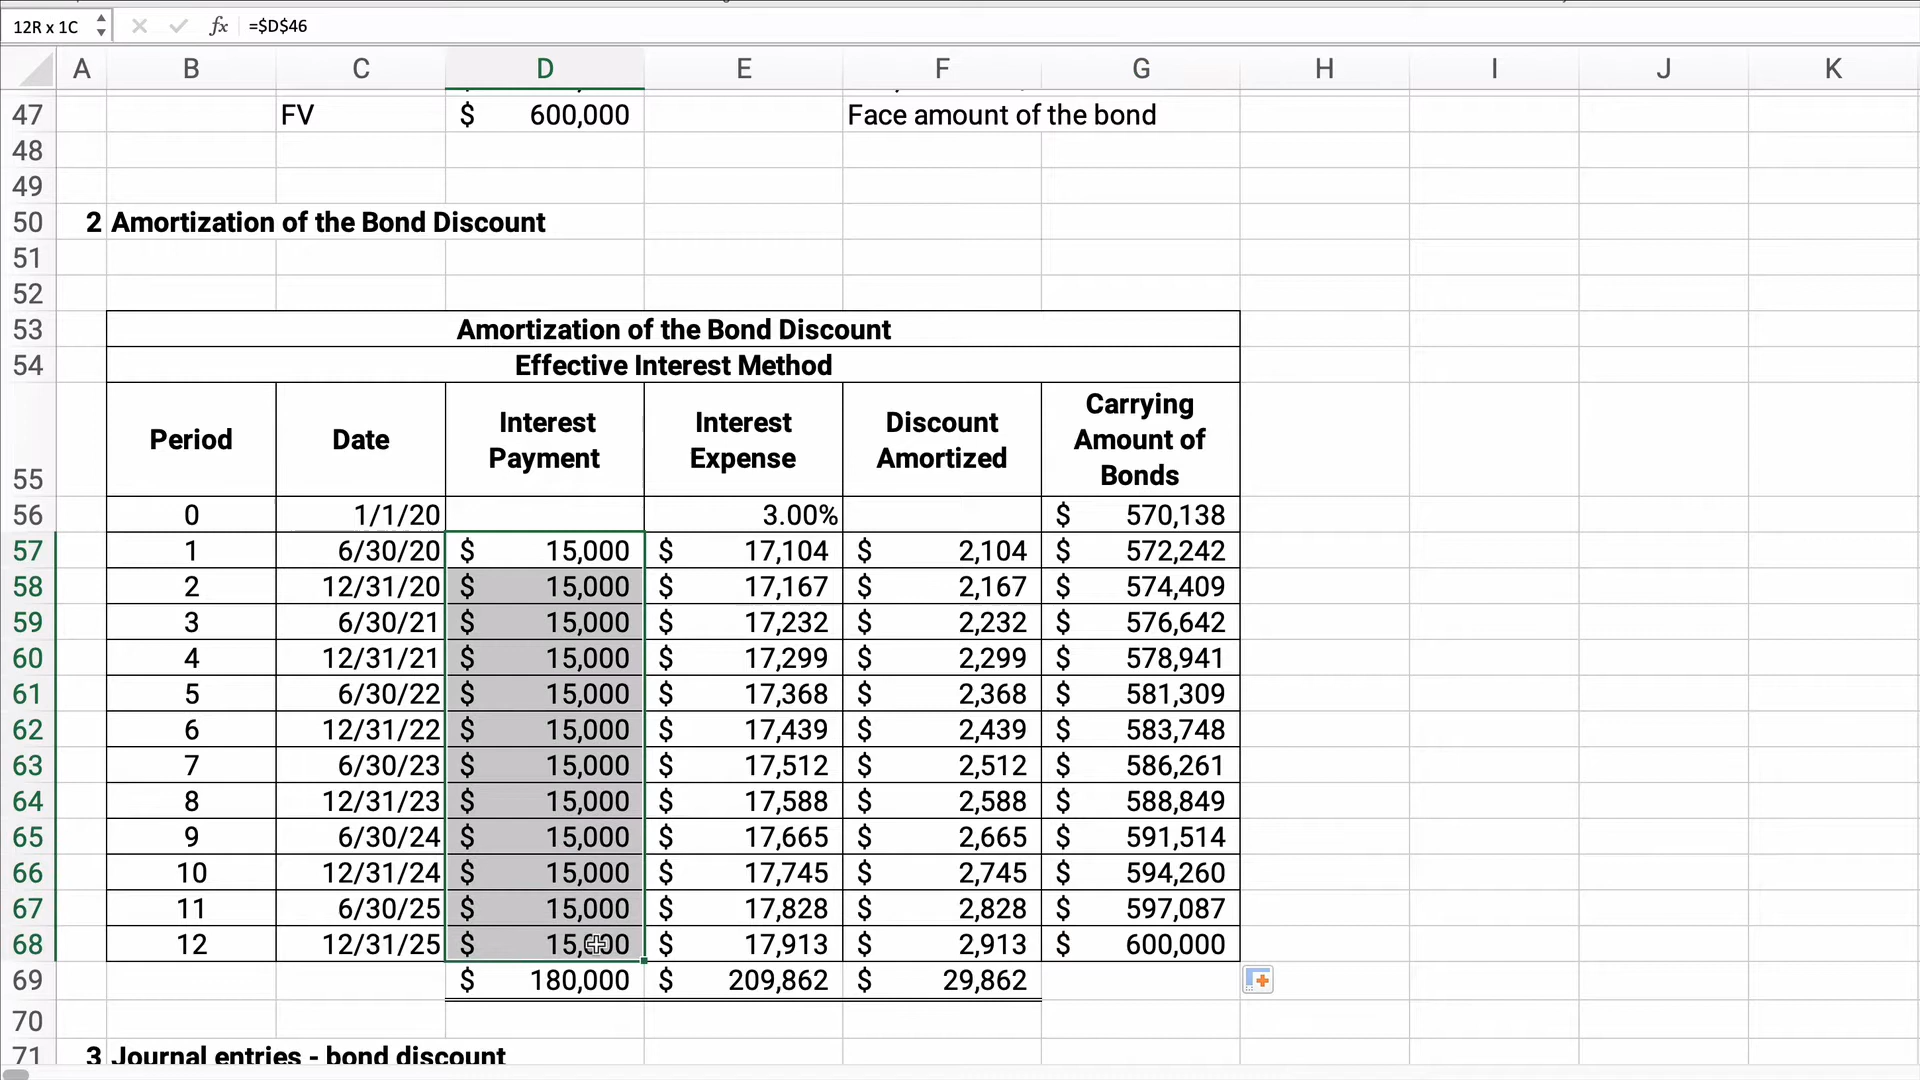 12R x 1C fx =$D$46
A B C D E F G H I J K
47 FV $ 600,000 Face amount of the bond
48
49
50 2 Amortization of the Bond Discount
51
52
53 Amortization of the Bond Discount
54 Effective Interest Method
55 Period Date Interest Payment Interest Expense Discount Amortized Carrying Amount of Bonds
56 0 1/1/20 3.00% $ 570,138
57 1 6/30/20 $ 15,000 $ 17,104 $ 2,104 $ 572,242
58 2 12/31/20 $ 15,000 $ 17,167 $ 2,167 $ 574,409
59 3 6/30/21 $ 15,000 $ 17,232 $ 2,232 $ 576,642
60 4 12/31/21 $ 15,000 $ 17,299 $ 2,299 $ 578,941
61 5 6/30/22 $ 15,000 $ 17,368 $ 2,368 $ 581,309
62 6 12/31/22 $ 15,000 $ 17,439 $ 2,439 $ 583,748
63 7 6/30/23 $ 15,000 $ 17,512 $ 2,512 $ 586,261
64 8 12/31/23 $ 15,000 $ 17,588 $ 2,588 $ 588,849
65 9 6/30/24 $ 15,000 $ 17,665 $ 2,665 $ 591,514
66 10 12/31/24 $ 15,000 $ 17,745 $ 2,745 $ 594,260
67 11 6/30/25 $ 15,000 $ 17,828 $ 2,828 $ 597,087
68 12 12/31/25 $ 15,000 $ 17,913 $ 2,913 $ 600,000
69 $ 180,000 $ 209,862 $ 29,862
70
71 3 Journal entries - bond discount